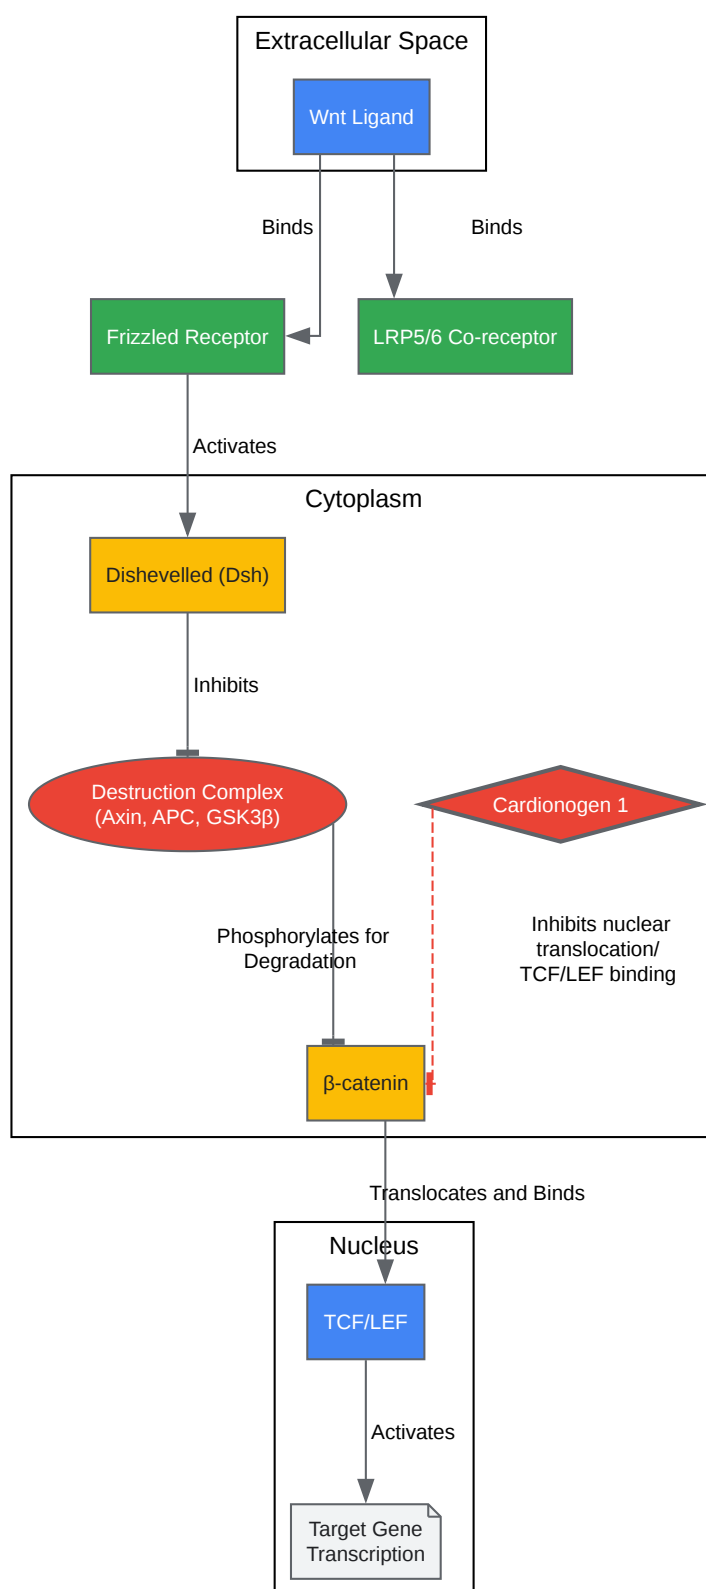 Extracellular Space
Wnt Ligand
Binds
Binds
Frizzled Receptor
LRP5/6 Co-receptor
Activates
Cytoplasm
Dishevelled (Dsh)
Inhibits
Destruction Complex
(Axin, APC, GSK3β)
Cardionogen 1
Phosphorylates for
Degradation
Inhibits nuclear
translocation/
TCF/LEF binding
β-catenin
Translocates and Binds
Nucleus
TCF/LEF
Activates
Target Gene
Transcription